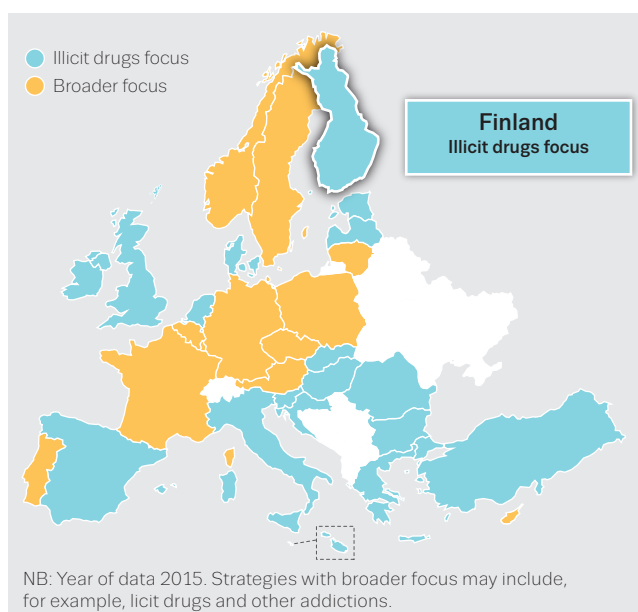 Illicit drugs focus
Broader focus
Finland
Illicit drugs focus
NB: Year of data 2015. Strategies with broader focus may include,
for example, licit drugs and other addictions.